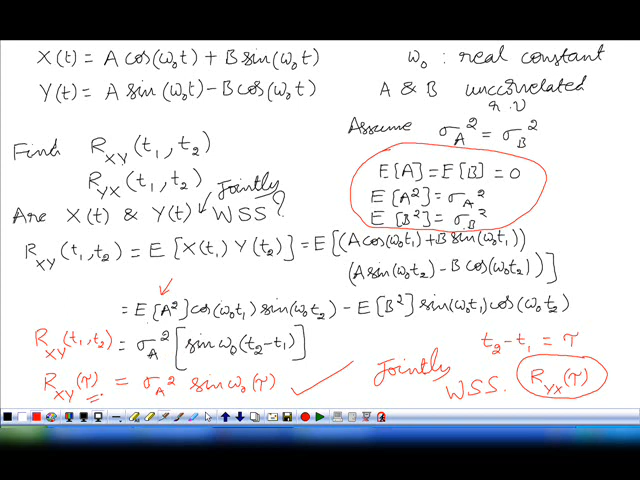 X(t) = A cos(ω₀t) + B sin(ω₀t)
Y(t) = A sin(ω₀t) − B cos(ω₀t)
ω₀ : real constant
A & B uncorrelated
r.v
Assume σ_A² = σ_B²
E[A] = E[B] = 0
E[A²] = σ_A²
E[B²] = σ_B²
Find R_XY(t₁, t₂)
R_YX(t₁, t₂)
Jointly
Are X(t) & Y(t) WSS?
R_XY(t₁, t₂) = E[X(t₁) Y(t₂)] = E[(A cos(ω₀t₁) + B sin(ω₀t₁))
(A sin(ω₀t₂) − B cos(ω₀t₂))]
= E[A²] cos(ω₀t₁) sin(ω₀t₂) − E[B²] sin(ω₀t₁) cos(ω₀t₂)
R_XY(t₁, t₂) = σ_A² [sin ω₀(t₂−t₁)]
t₂−t₁ = τ
R_XY(τ) = σ_A² sin ω₀(τ)
Jointly
WSS.
R_YX(τ)